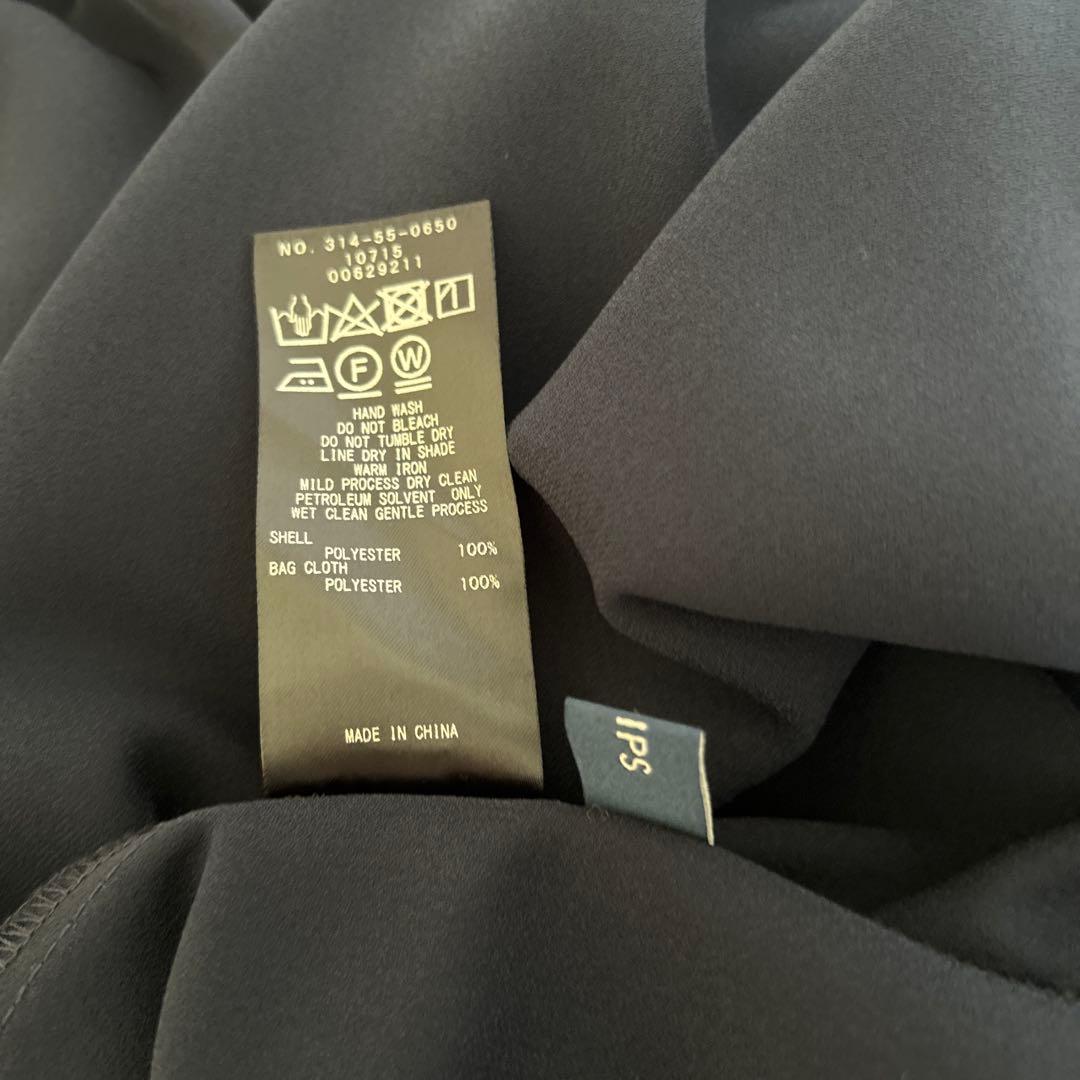 NO. 314-55-0650
10715
00629211
F W
HAND WASH
DO NOT BLEACH
DO NOT TUMBLE DRY
LINE DRY IN SHADE
WARM IRON
MILD PROCESS DRY CLEAN
PETROLEUM SOLVENT ONLY
WET CLEAN GENTLE PROCESS
SHELL
POLYESTER 100%
BAG CLOTH
POLYESTER 100%
MADE IN CHINA
IPS